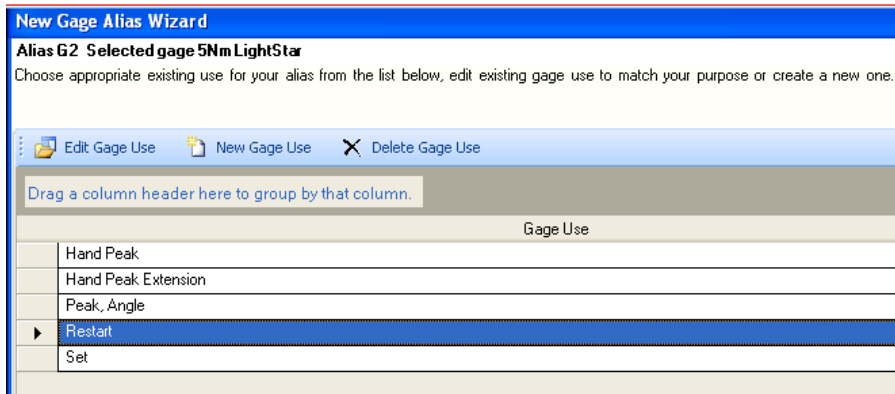 New Gage Alias Wizard
Alias G2 Selected gage 5Nm LightStar
Choose appropriate existing use for your alias from the list below, edit existing gage use to match your purpose or create a new one.
Edit Gage Use New Gage Use Delete Gage Use
Drag a column header here to group by that column.
Gage Use
Hand Peak
Hand Peak Extension
Peak, Angle
Restart
Set